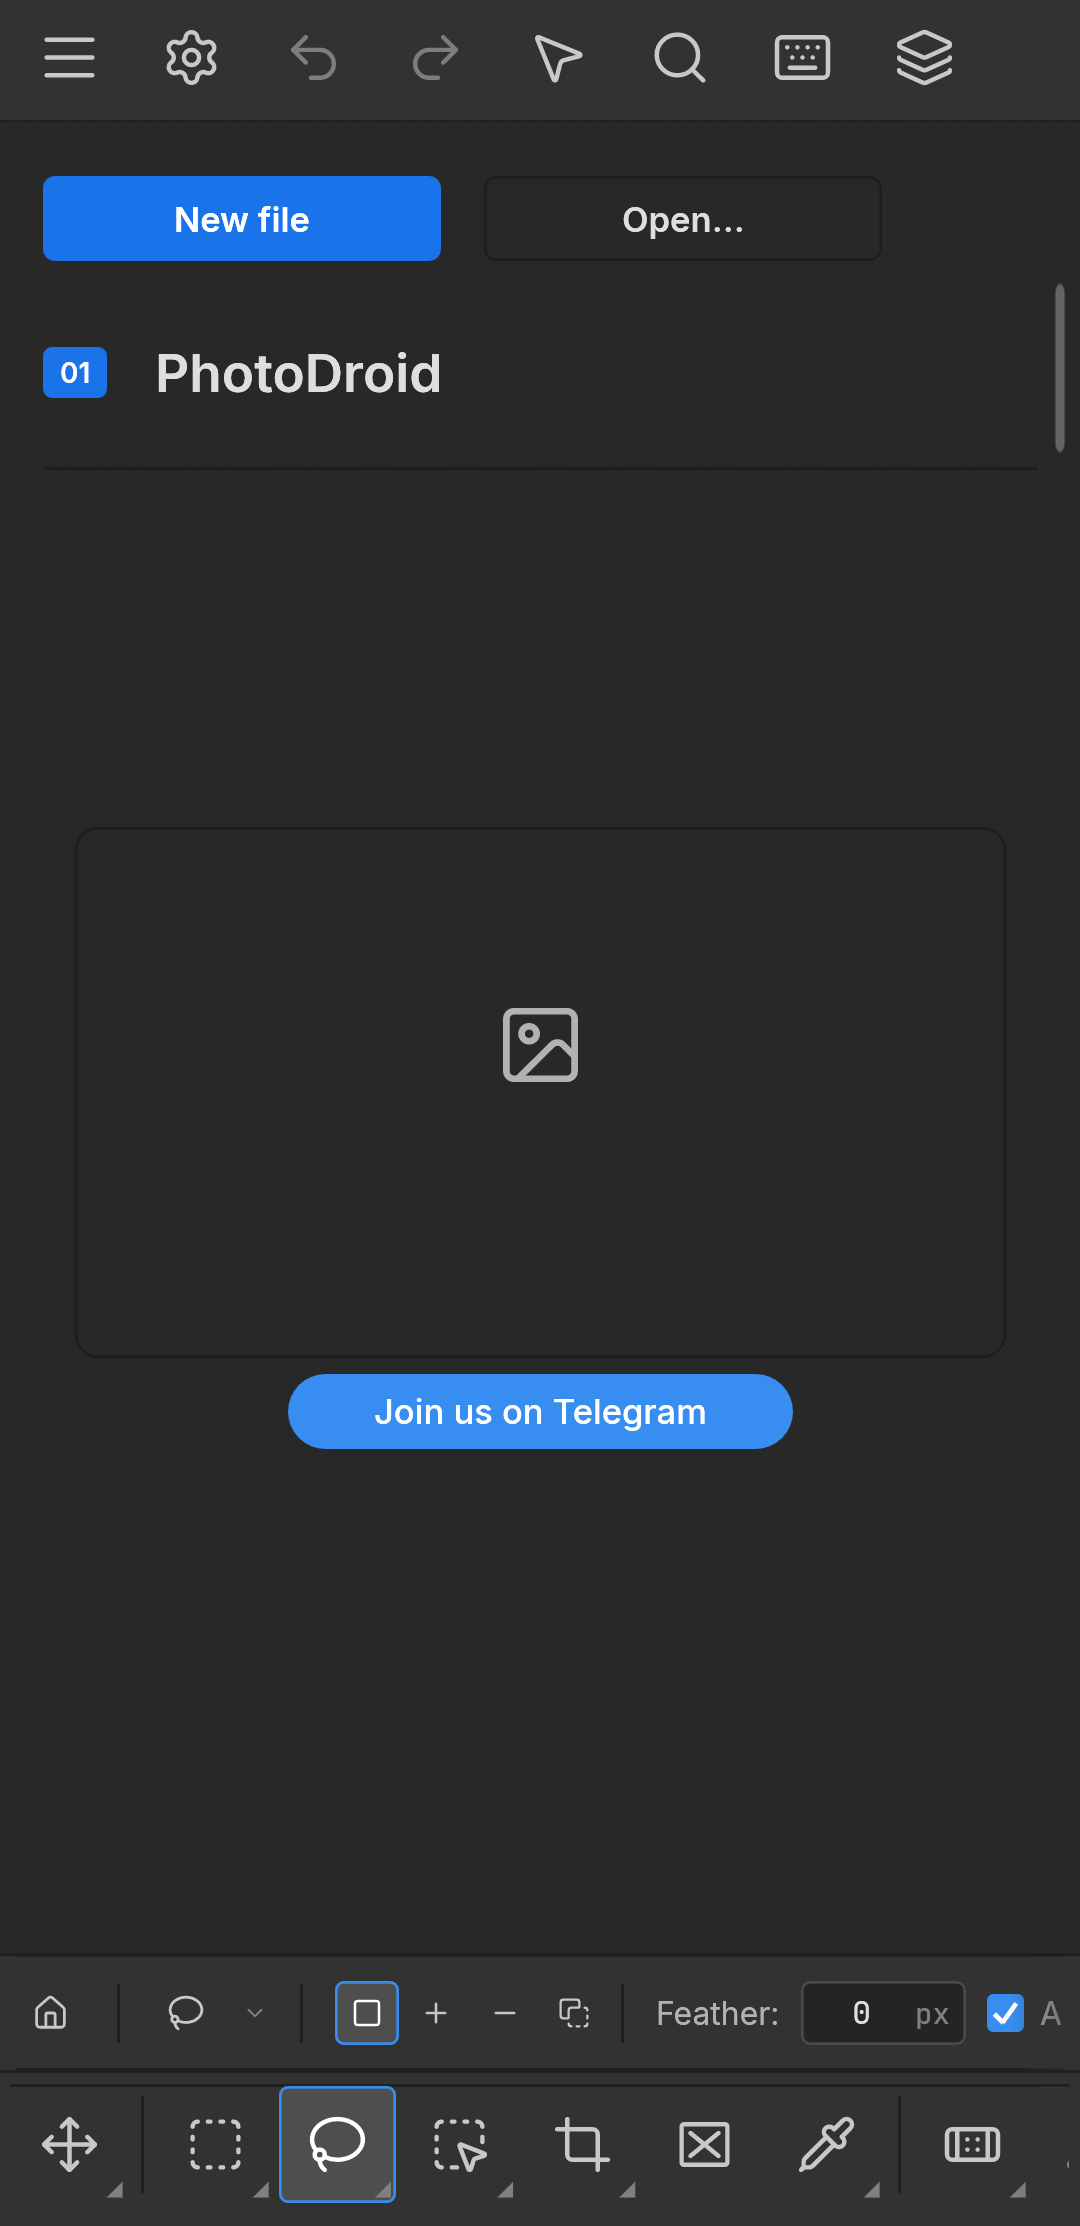 New file
Open...
01 PhotoDroid
Join us on Telegram
Feather: 0 px A